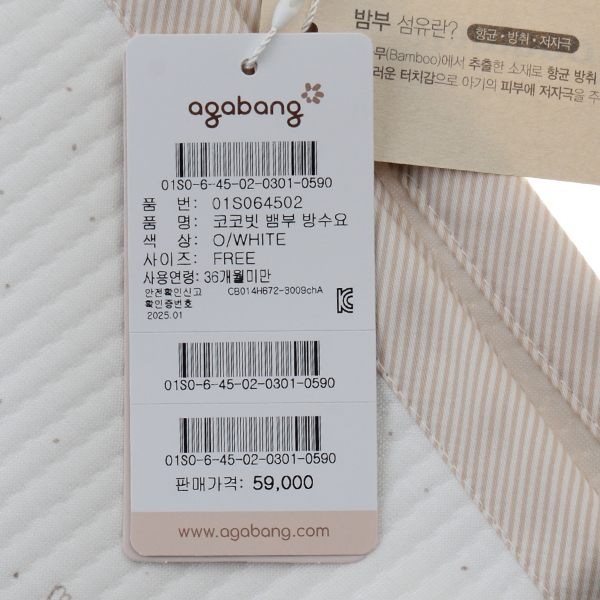 밤부 섬유란? 항균·방취·저자극
무(Bamboo)에서 추출한 소재로 항균 방취
러운 터치감으로 아기의 피부에 저자극을 주
agabang
01S0-6-45-02-0301-0590
품 번: 01S064502
품 명: 코코빗 뱀부 방수요
색 상: O/WHITE
사이즈: FREE
사용연령: 36개월미만
안전확인신고 CB014H672-3009chA
확인증번호
2025.01
01S0-6-45-02-0301-0590
01S0-6-45-02-0301-0590
판매가격: 59,000
www.agabang.com